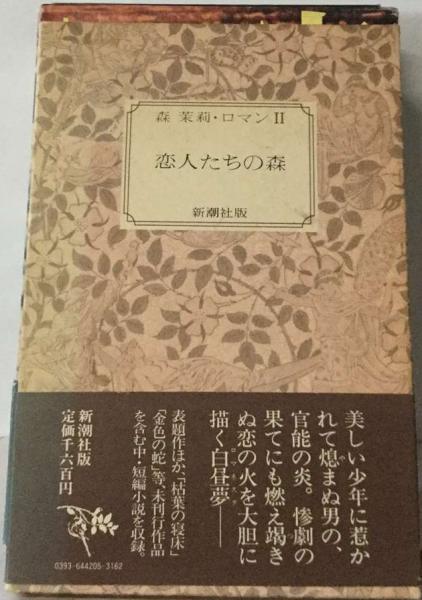 森 茉莉・ロマンⅡ
恋人たちの森
新潮社版
美しい少年に惹か
れて熄まぬ男の、
官能の炎。惨劇の
果てにも燃え竭き
ぬ恋の火を大胆に
描く白昼夢――
表題作ほか、「枯葉の寝床」
「金色の蛇」等、未刊行作品
を含む中・短編小説を収録。
新潮社版
定価千六百円
0393-644205-3162